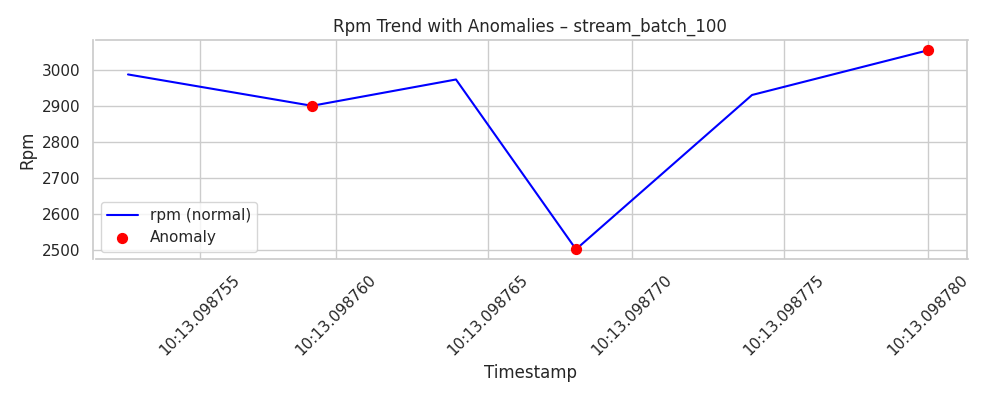 Rpm Trend with Anomalies – stream_batch_100
Rpm
3000
2900
2800
2700
2600
2500
rpm (normal)
Anomaly
10:13.098755
10:13.098760
10:13.098765
10:13.098770
10:13.098775
10:13.098780
Timestamp